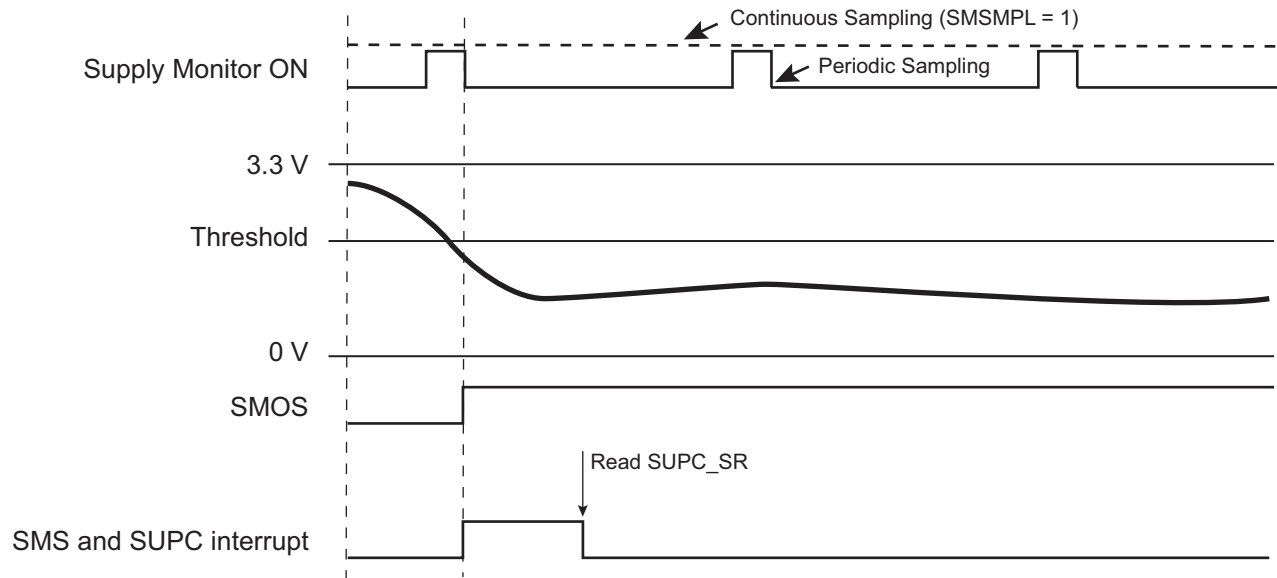 Continuous Sampling (SMSMPL = 1)
Supply Monitor ON
Periodic Sampling
3.3 V
Threshold
0 V
SMOS
Read SUPC_SR
SMS and SUPC interrupt